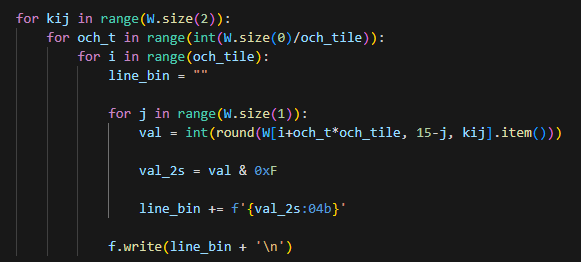 for kij in range(W.size(2)):
    for och_t in range(int(W.size(0)/och_tile)):
        for i in range(och_tile):
            line_bin = ""
            for j in range(W.size(1)):
                val = int(round(W[i+och_t*och_tile, 15-j, kij].item()))
                val_2s = val & 0xF
                line_bin += f'{val_2s:04b}'
            f.write(line_bin + '\n')